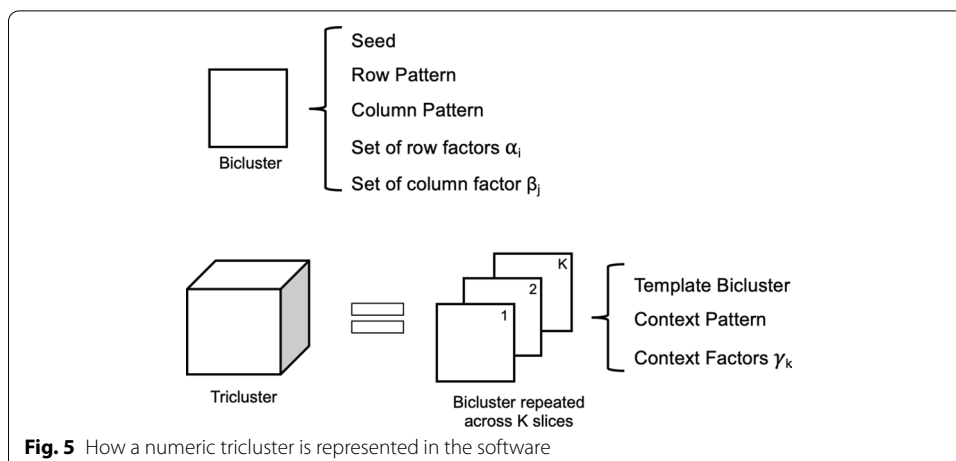 Seed
Row Pattern
Column Pattern
Set of row factors αi
Set of column factor βj
Bicluster
K
2
1
Template Bicluster
Context Pattern
Context Factors γk
Tricluster
Bicluster repeated
across K slices
Fig. 5 How a numeric tricluster is represented in the software